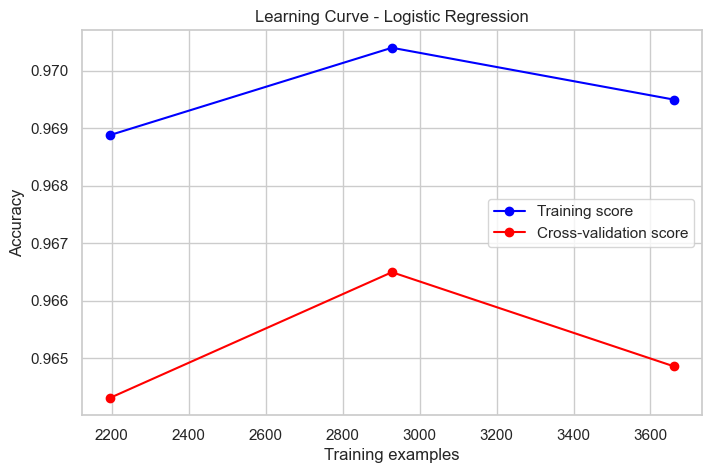 Learning Curve - Logistic Regression
Accuracy
0.970
0.969
0.968
0.967
0.966
0.965
Training score
Cross-validation score
2200 2400 2600 2800 3000 3200 3400 3600
Training examples